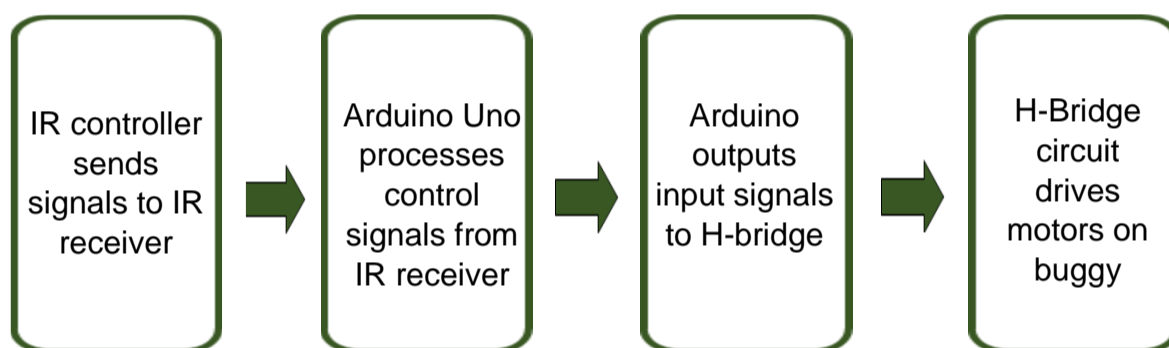 IR controller
sends
signals to IR
receiver
Arduino Uno
processes
control
signals from
IR receiver
Arduino
outputs
input signals
to H-bridge
H-Bridge
circuit
drives
motors on
buggy